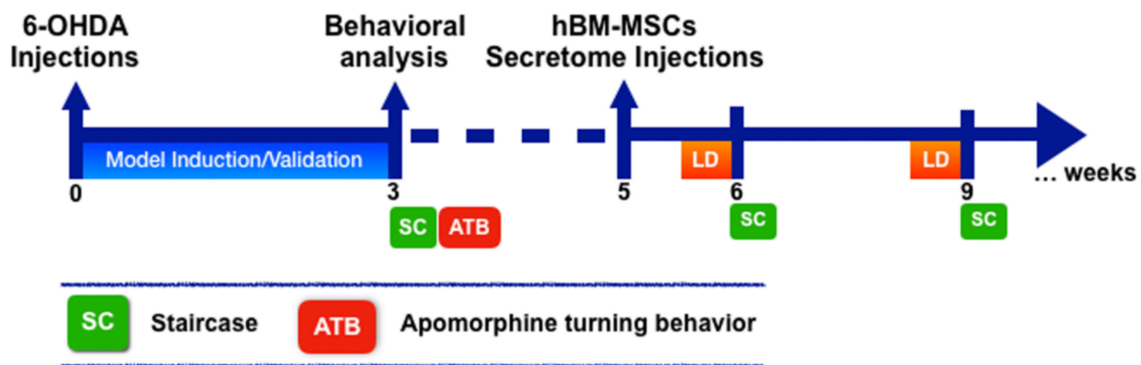 6-OHDA
Injections
Behavioral
analysis
hBM-MSCs
Secretome Injections
Model Induction/Validation
LD
LD
0
3
5
6
9
... weeks
SC
ATB
SC
SC
SC
Staircase
ATB
Apomorphine turning behavior